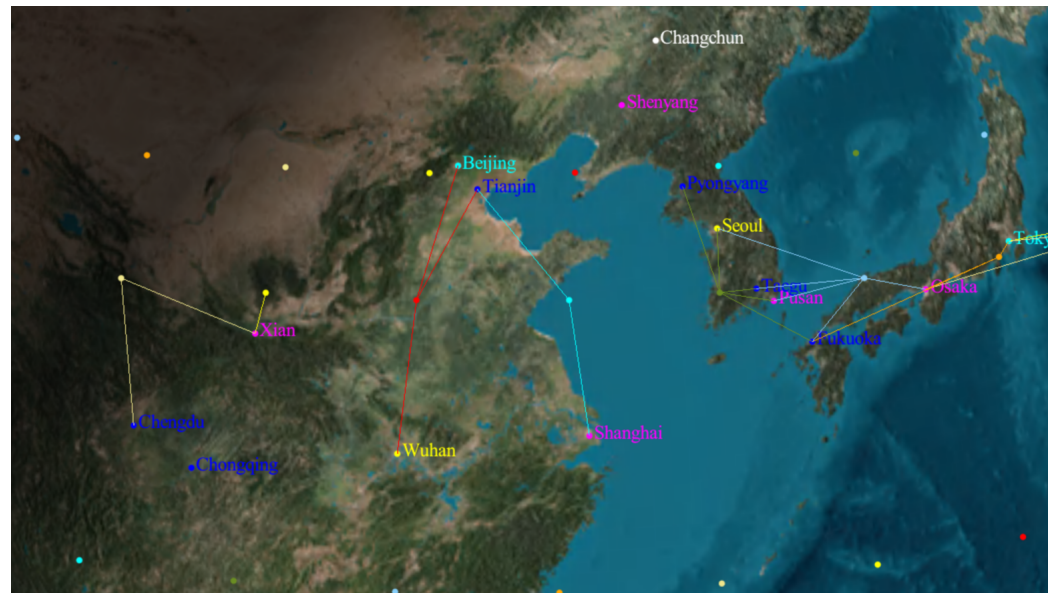 Changchun
Shenyang
Beijing
Tianjin
Pyongyang
Seoul
Toky
Taegu
Osaka
Pusan
Xian
Fukuoka
Chengdu
Shanghai
Wuhan
Chongqing